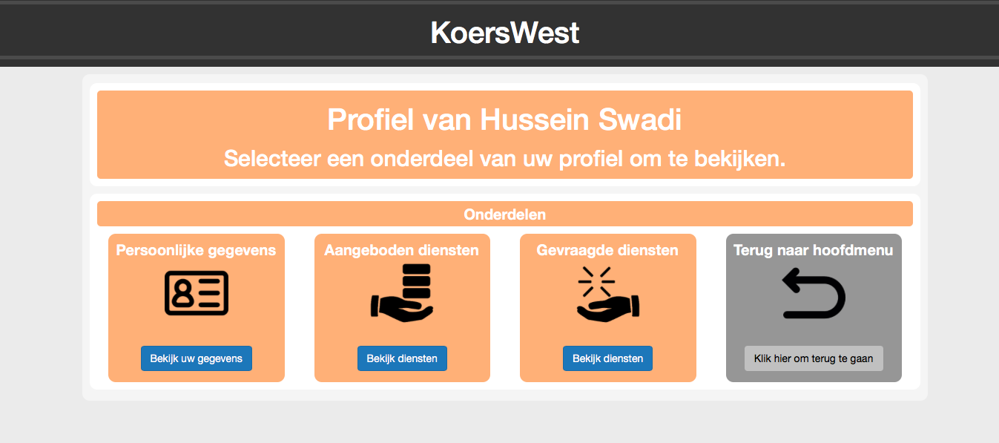 KoersWest
Profiel van Hussein Swadi
Selecteer een onderdeel van uw profiel om te bekijken.
Onderdelen
Persoonlijke gegevens
Bekijk uw gegevens
Aangeboden diensten
Bekijk diensten
Gevraagde diensten
Bekijk diensten
Terug naar hoofdmenu
Klik hier om terug te gaan